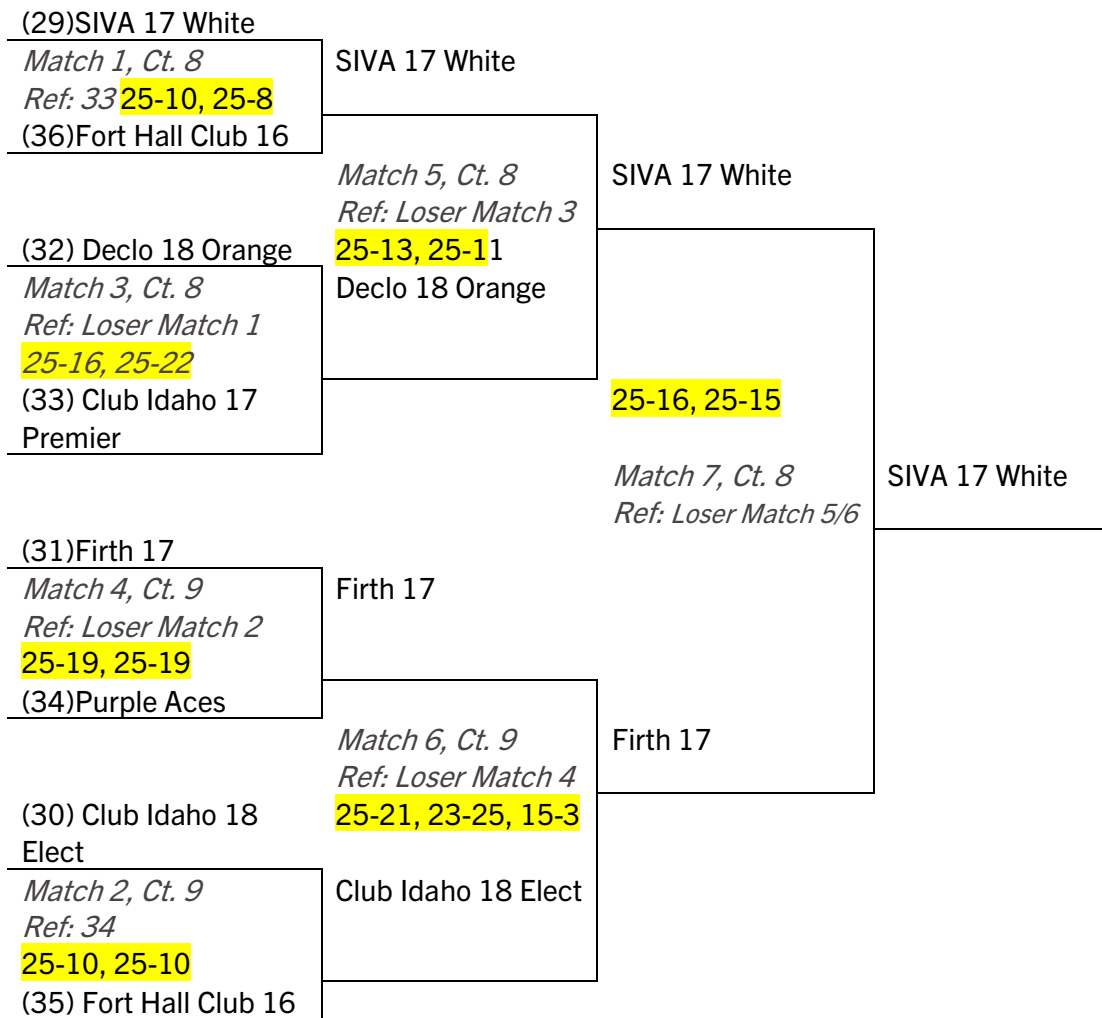 (29)SIVA 17 White
Match 1, Ct. 8
Ref: 33 25-10, 25-8
(36)Fort Hall Club 16
SIVA 17 White
Match 5, Ct. 8
Ref: Loser Match 3
25-13, 25-11
Declo 18 Orange
(32) Declo 18 Orange
Match 3, Ct. 8
Ref: Loser Match 1
25-16, 25-22
(33) Club Idaho 17
Premier
SIVA 17 White
25-16, 25-15
Match 7, Ct. 8
Ref: Loser Match 5/6
SIVA 17 White
(31)Firth 17
Match 4, Ct. 9
Ref: Loser Match 2
25-19, 25-19
(34)Purple Aces
Firth 17
Match 6, Ct. 9
Ref: Loser Match 4
25-21, 23-25, 15-3
Club Idaho 18 Elect
Firth 17
(30) Club Idaho 18
Elect
Match 2, Ct. 9
Ref: 34
25-10, 25-10
(35) Fort Hall Club 16